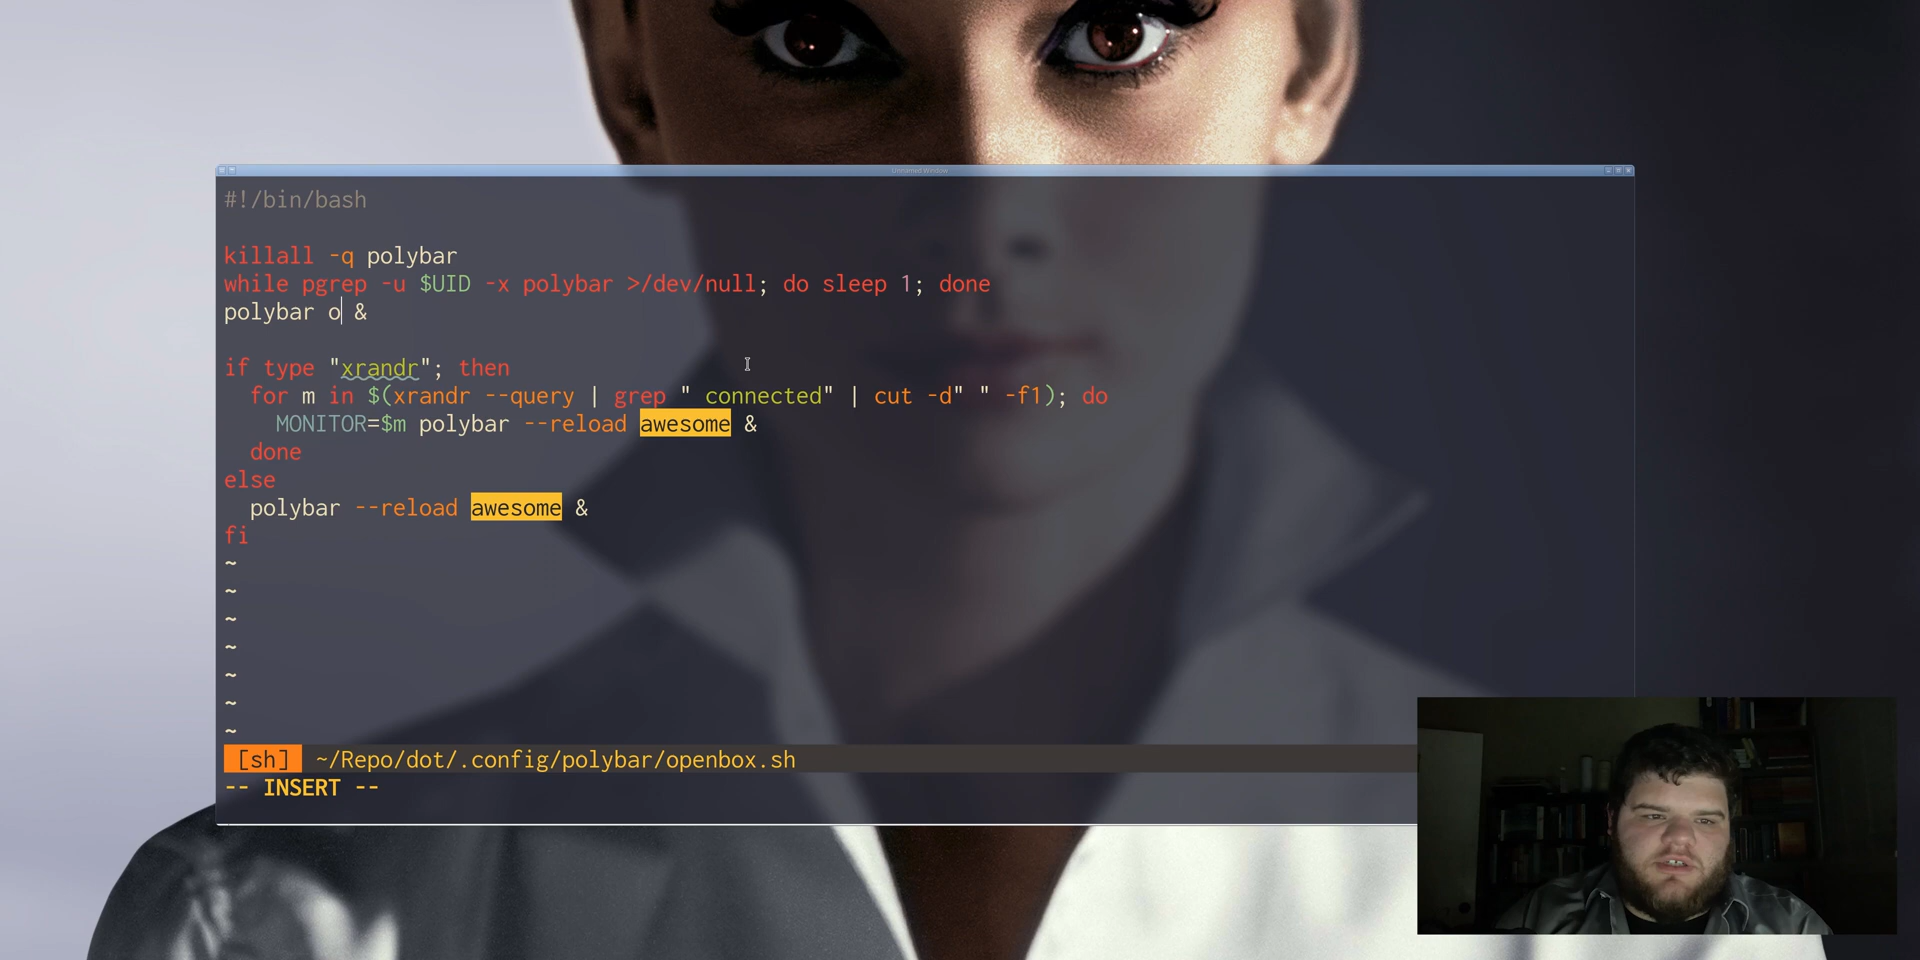 Unnamed Window
#!/bin/bash
killall -q polybar
while pgrep -u $UID -x polybar >/dev/null; do sleep 1; done
polybar o &
if type "xrandr"; then
  for m in $(xrandr --query | grep " connected" | cut -d" " -f1); do
    MONITOR=$m polybar --reload awesome &
  done
else
  polybar --reload awesome &
fi
~
~
~
~
~
~
~
[sh] ~/Repo/dot/.config/polybar/openbox.sh
-- INSERT --